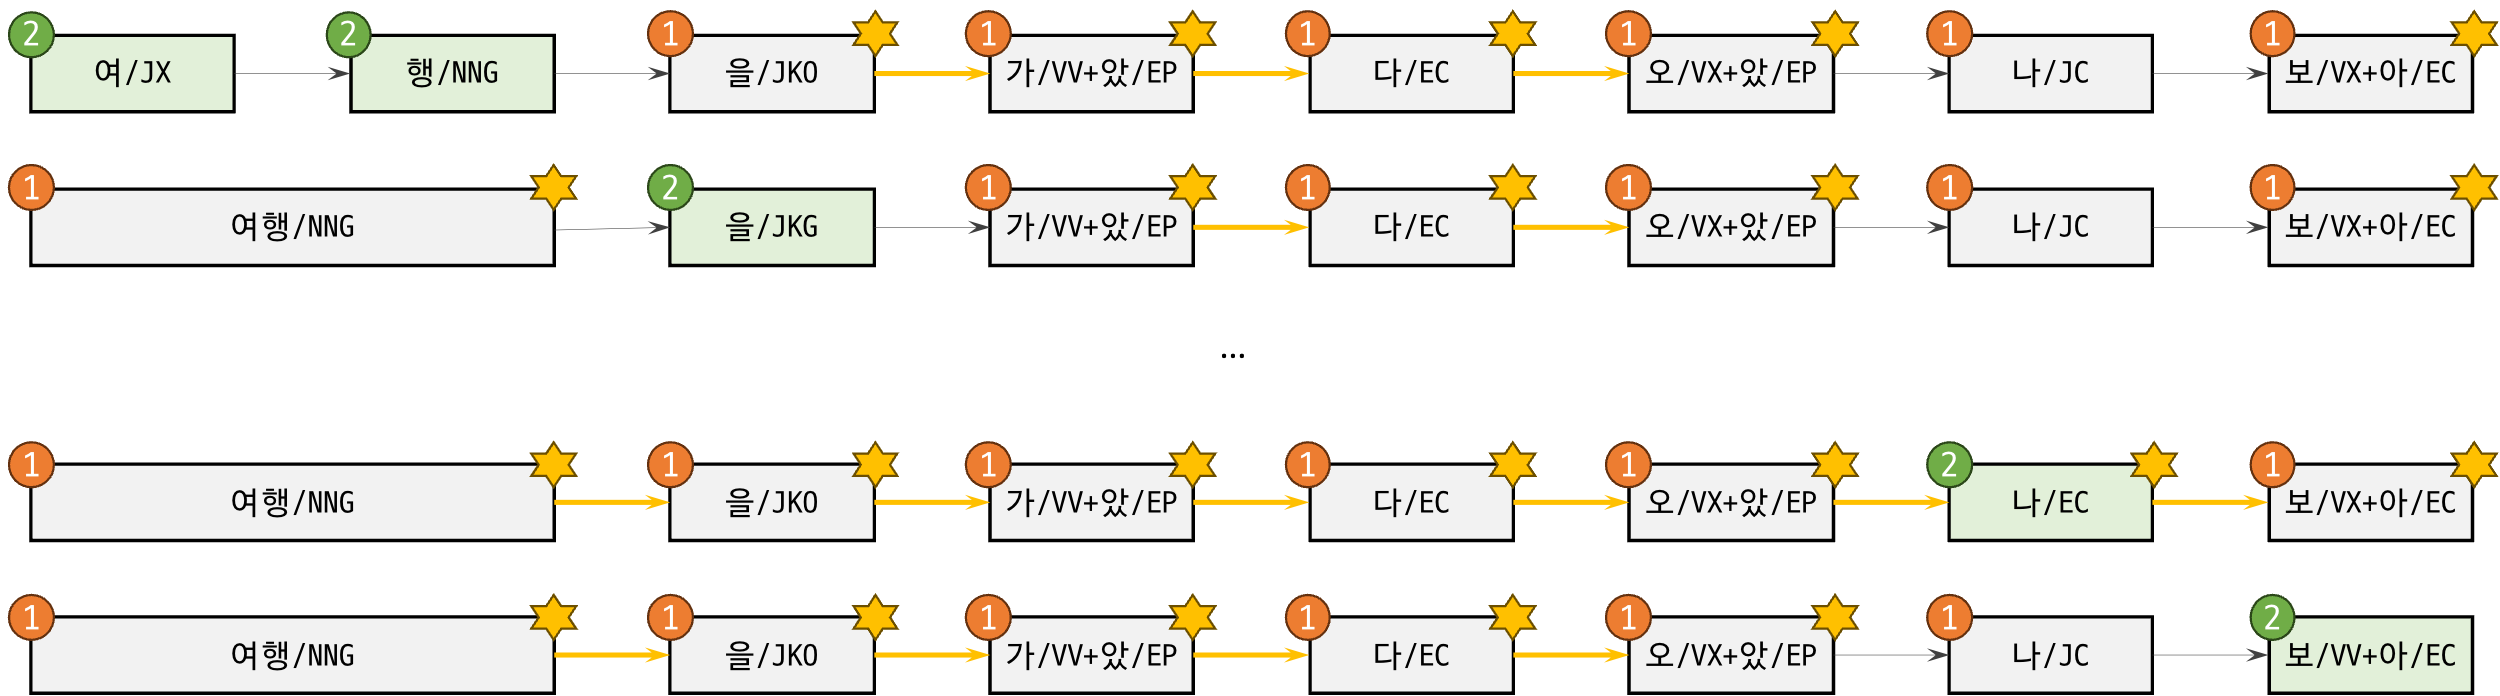 2 2 1 1 1 1 1 1
여/JX 행/NNG 을/JKO 가/VV+았/EP 다/EC 오/VX+았/EP 나/JC 보/VX+아/EC
1 2 1 1 1 1 1
여행/NNG 을/JKG 가/VV+았/EP 다/EC 오/VX+았/EP 나/JC 보/VX+아/EC
...
1 1 1 1 1 2 1
여행/NNG 을/JKO 가/VV+았/EP 다/EC 오/VX+았/EP 나/EC 보/VX+아/EC
1 1 1 1 1 1 2
여행/NNG 을/JKO 가/VV+았/EP 다/EC 오/VX+았/EP 나/JC 보/VV+아/EC